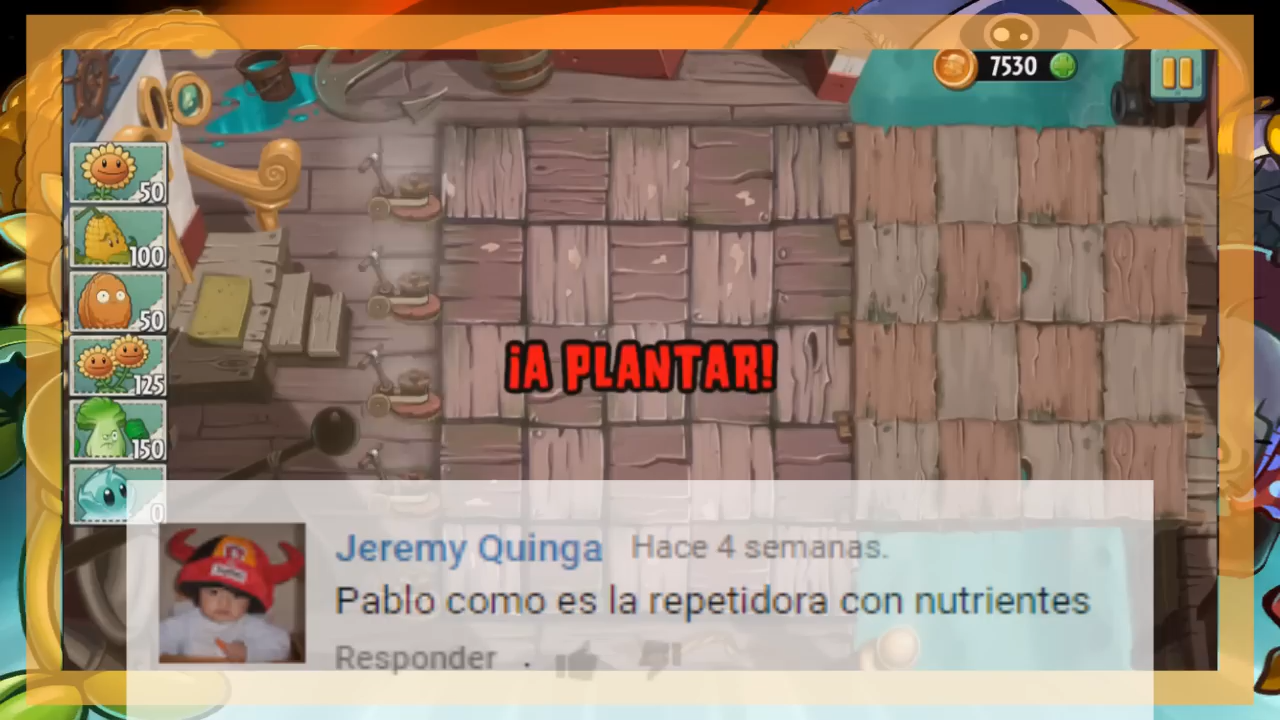 7530
50
100
50
125
150
0
¡A PLANTAR!
Jeremy Quinga Hace 4 semanas.
Pablo como es la repetidora con nutrientes
Responder .